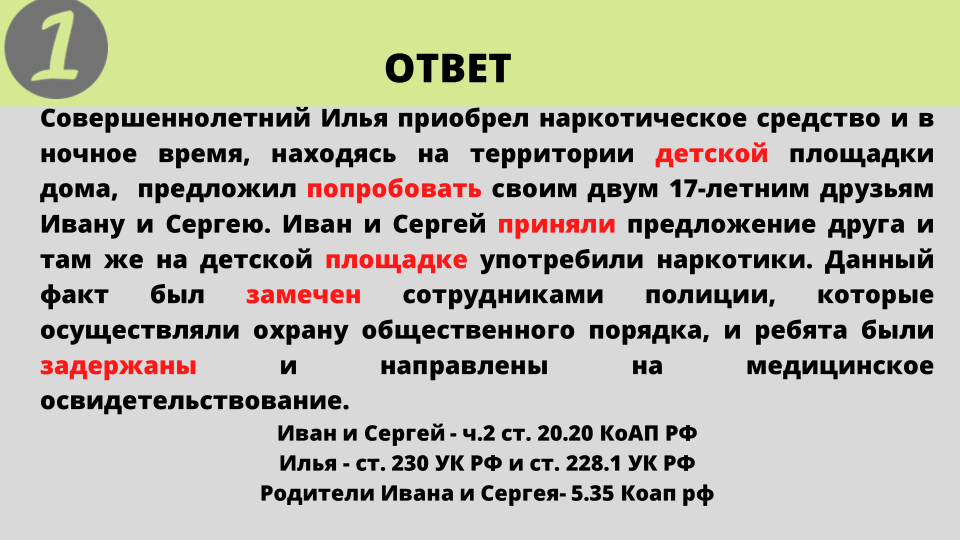 1
ОТВЕТ
Совершеннолетний Илья приобрел наркотическое средство и в
ночное время, находясь на территории детской площадки
дома, предложил попробовать своим двум 17-летним друзьям
Ивану и Сергею. Иван и Сергей приняли предложение друга и
там же на детской площадке употребили наркотики. Данный
факт был замечен сотрудниками полиции, которые
осуществляли охрану общественного порядка, и ребята были
задержаны и направлены на медицинское
освидетельствование.
Иван и Сергей - ч.2 ст. 20.20 КоАП РФ
Илья - ст. 230 УК РФ и ст. 228.1 УК РФ
Родители Ивана и Сергея- 5.35 Коап рф